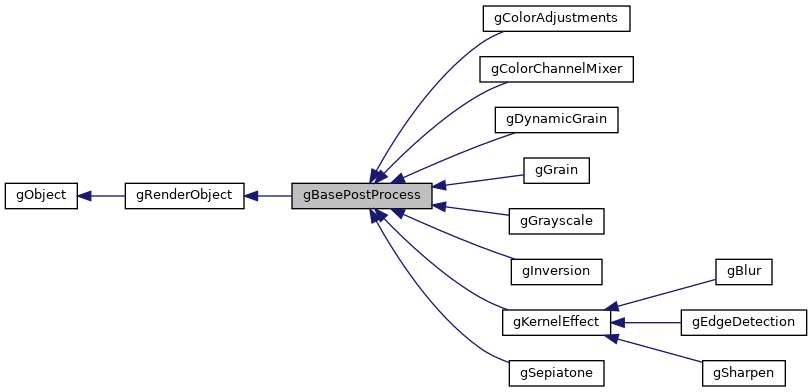 gColorAdjustments
gColorChannelMixer
gDynamicGrain
gGrain
gObject
gRenderObject
gBasePostProcess
gGrayscale
gInversion
gBlur
gKernelEffect
gEdgeDetection
gSepiatone
gSharpen